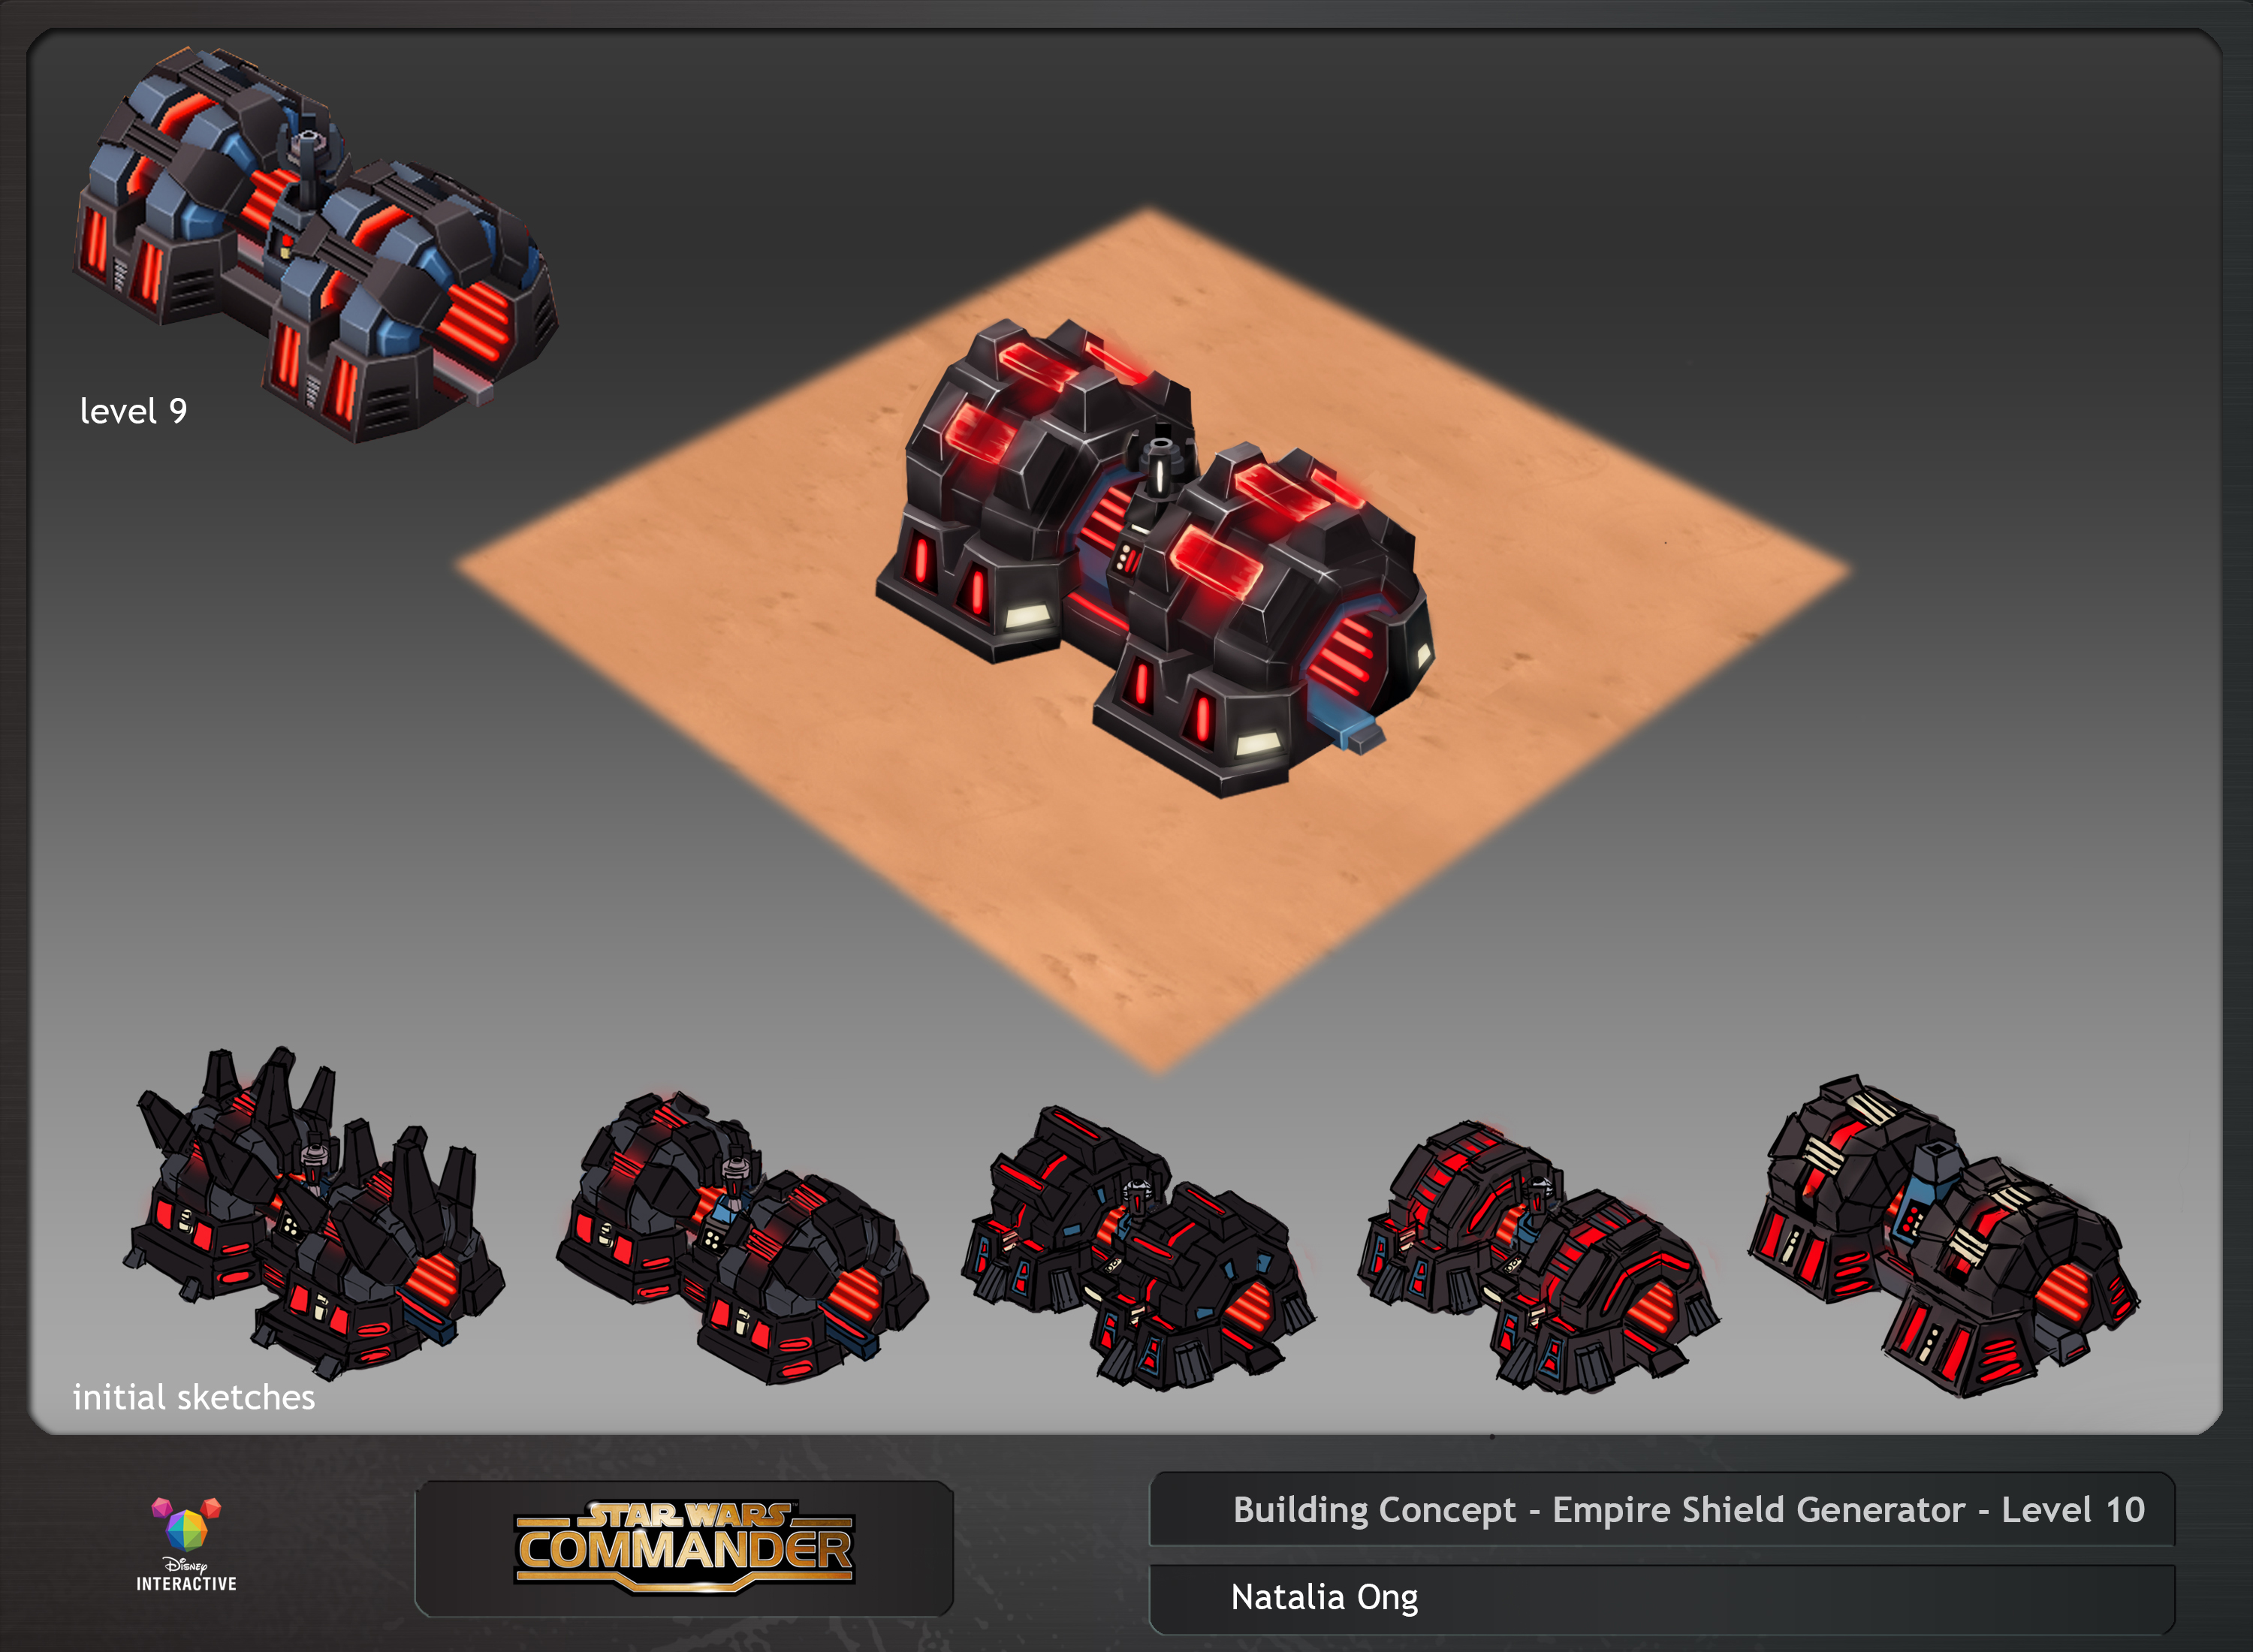 level 9
initial sketches
Disney
INTERACTIVE
STAR WARS
COMMANDER
Building Concept - Empire Shield Generator - Level 10
Natalia Ong